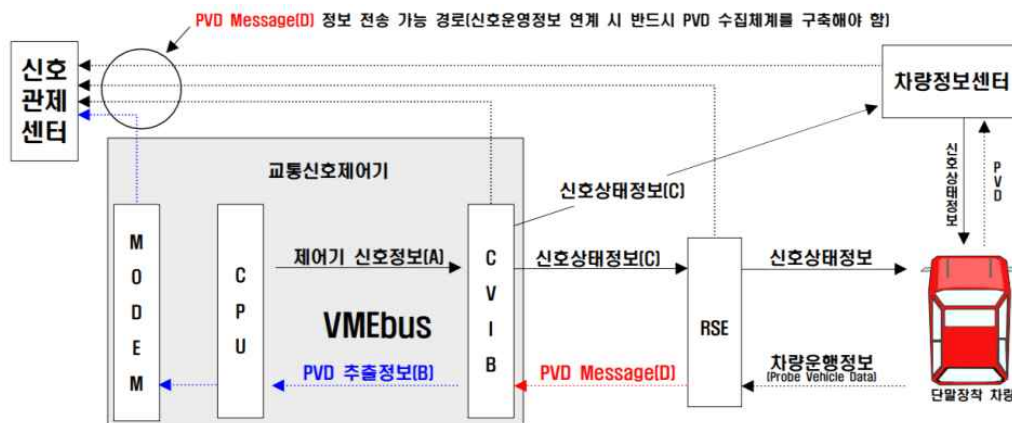 PVD Message(D) 정보 전송 가능 경로(신호운영정보 연계 시 반드시 PVD 수집체계를 구축해야 함)
신호
관제
센터
차량정보센터
교통신호제어기
신호상태정보(C)
신호상태정보
PVD
MODEM
CPU
제어기 신호정보(A)
CVIB
신호상태정보(C)
신호상태정보
VMEbus
RSE
PVD 추출정보(B)
PVD Message(D)
차량운행정보
(Probe Vehicle Data)
단말장착 차량